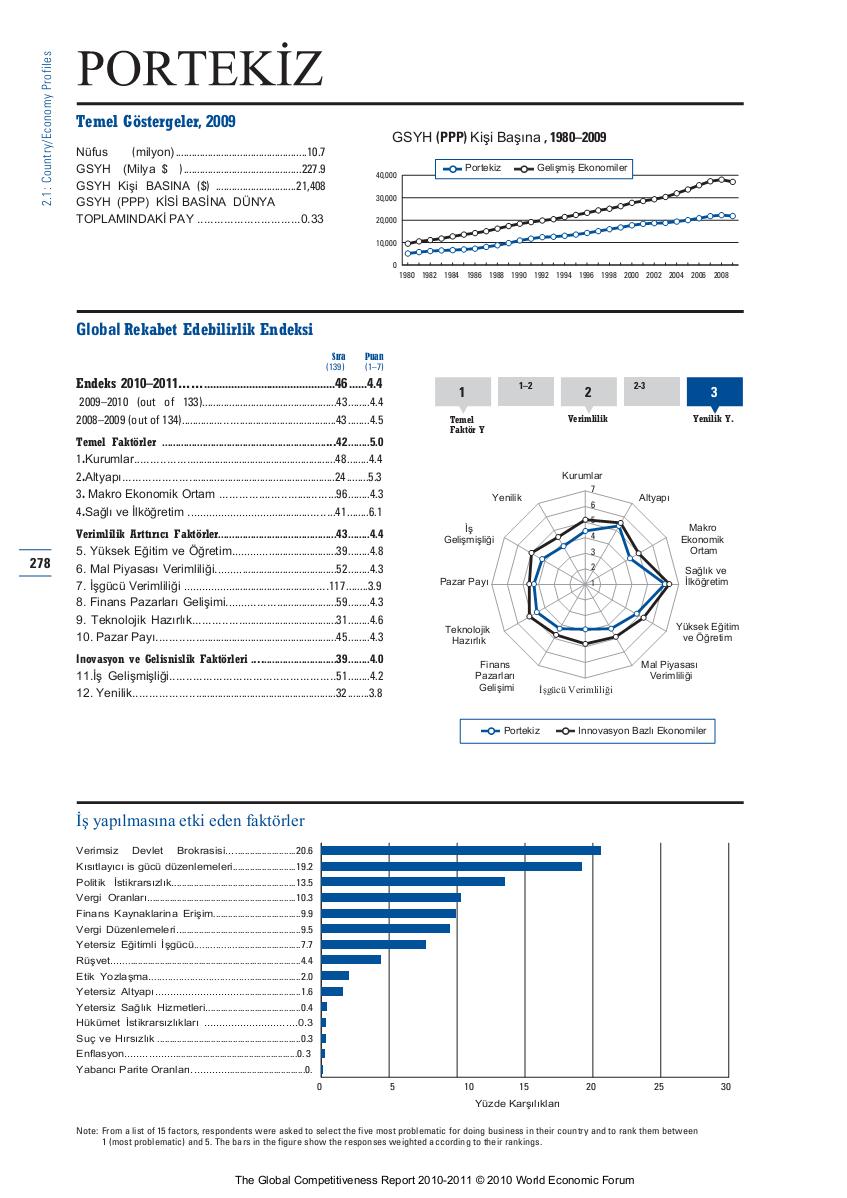 2.1: Country/Economy Profiles
PORTEKİZ
Temel Göstergeler, 2009
Nüfus (milyon)................................................10.7
GSYH (Milya $ )...........................................227.9
GSYH Kişi BASINA ($) ..............................21,408
GSYH (PPP) KİSİ BASİNA DÜNYA
TOPLAMINDAKİ PAY ..............................0.33
GSYH (PPP) Kişi Başına , 1980–2009
Portekiz Gelişmiş Ekonomiler
40,000
30,000
20,000
10,000
0
1980 1982 1984 1986 1988 1990 1992 1994 1996 1998 2000 2002 2004 2006 2008
Global Rekabet Edebilirlik Endeksi
Sıra Puan
(139) (1–7)
Endeks 2010–2011.................................................46......4.4
2009–2010 (out of 133)................................................43........4.4
2008–2009 (out of 134)................................................43........4.5
Temel Faktörler .......................................................42........5.0
1.Kurumlar................................................................48........4.4
2.Altyapı....................................................................24........5.3
3. Makro Ekonomik Ortam .......................................96........4.3
4.Sağlı ve İlköğretim ................................................41........6.1
Verimlilik Arttırıcı Faktörler.......................................43........4.4
5. Yüksek Eğitim ve Öğretim.....................................39........4.8
6. Mal Piyasası Verimliliği.........................................52........4.3
7. İşgücü Verimliliği ................................................117........3.9
8. Finans Pazarları Gelişimi......................................59........4.3
9. Teknolojik Hazırlık................................................31........4.6
10. Pazar Payı..........................................................45........4.3
İnovasyon ve Gelisnislik Faktörleri ............................39........4.0
11.İş Gelişmişliği.......................................................51........4.2
12. Yenilik..................................................................32........3.8
1 1–2 2 2-3 3
Temel Verimlilik Yenilik Y.
Faktör Y
Kurumlar
Altyapı
Makro
Ekonomik
Ortam
Sağlık ve
İlköğretim
Yüksek Eğitim
ve Öğretim
Mal Piyasası
Verimliliği
İşgücü Verimliliği
Finans
Pazarları
Gelişimi
Teknolojik
Hazırlık
Pazar Payı
İş
Gelişmişliği
Yenilik
7
6
5
4
3
2
1
Portekiz Innovasyon Bazlı Ekonomiler
278
İş yapılmasına etki eden faktörler
Verimsiz Devlet Brokrasisi..........................20.6
Kısıtlayıcı is gücü düzenlemeleri.......................19.2
Politik İstikrarsızlık.............................................13.5
Vergi Oranları.....................................................10.3
Finans Kaynaklarina Erişim..............................9.9
Vergi Düzenlemeleri............................................9.5
Yetersiz Eğitimli İşgücü.....................................7.7
Rüşvet...............................................................4.4
Etik Yozlaşma....................................................2.0
Yetersiz Altyapı..................................................1.6
Yetersiz Sağlık Hizmetleri..................................0.4
Hükümet İstikrarsızlıkları .............................0.3
Suç ve Hırsızlık .................................................0.3
Enflasyon...........................................................0.3
Yabancı Parite Oranları.......................................0.
0 5 10 15 20 25 30
Yüzde Karşılıkları
Note: From a list of 15 factors, respondents were asked to select the five most problematic for doing business in their country and to rank them between
1 (most problematic) and 5. The bars in the figure show the responses weighted according to their rankings.
The Global Competitiveness Report 2010-2011 © 2010 World Economic Forum